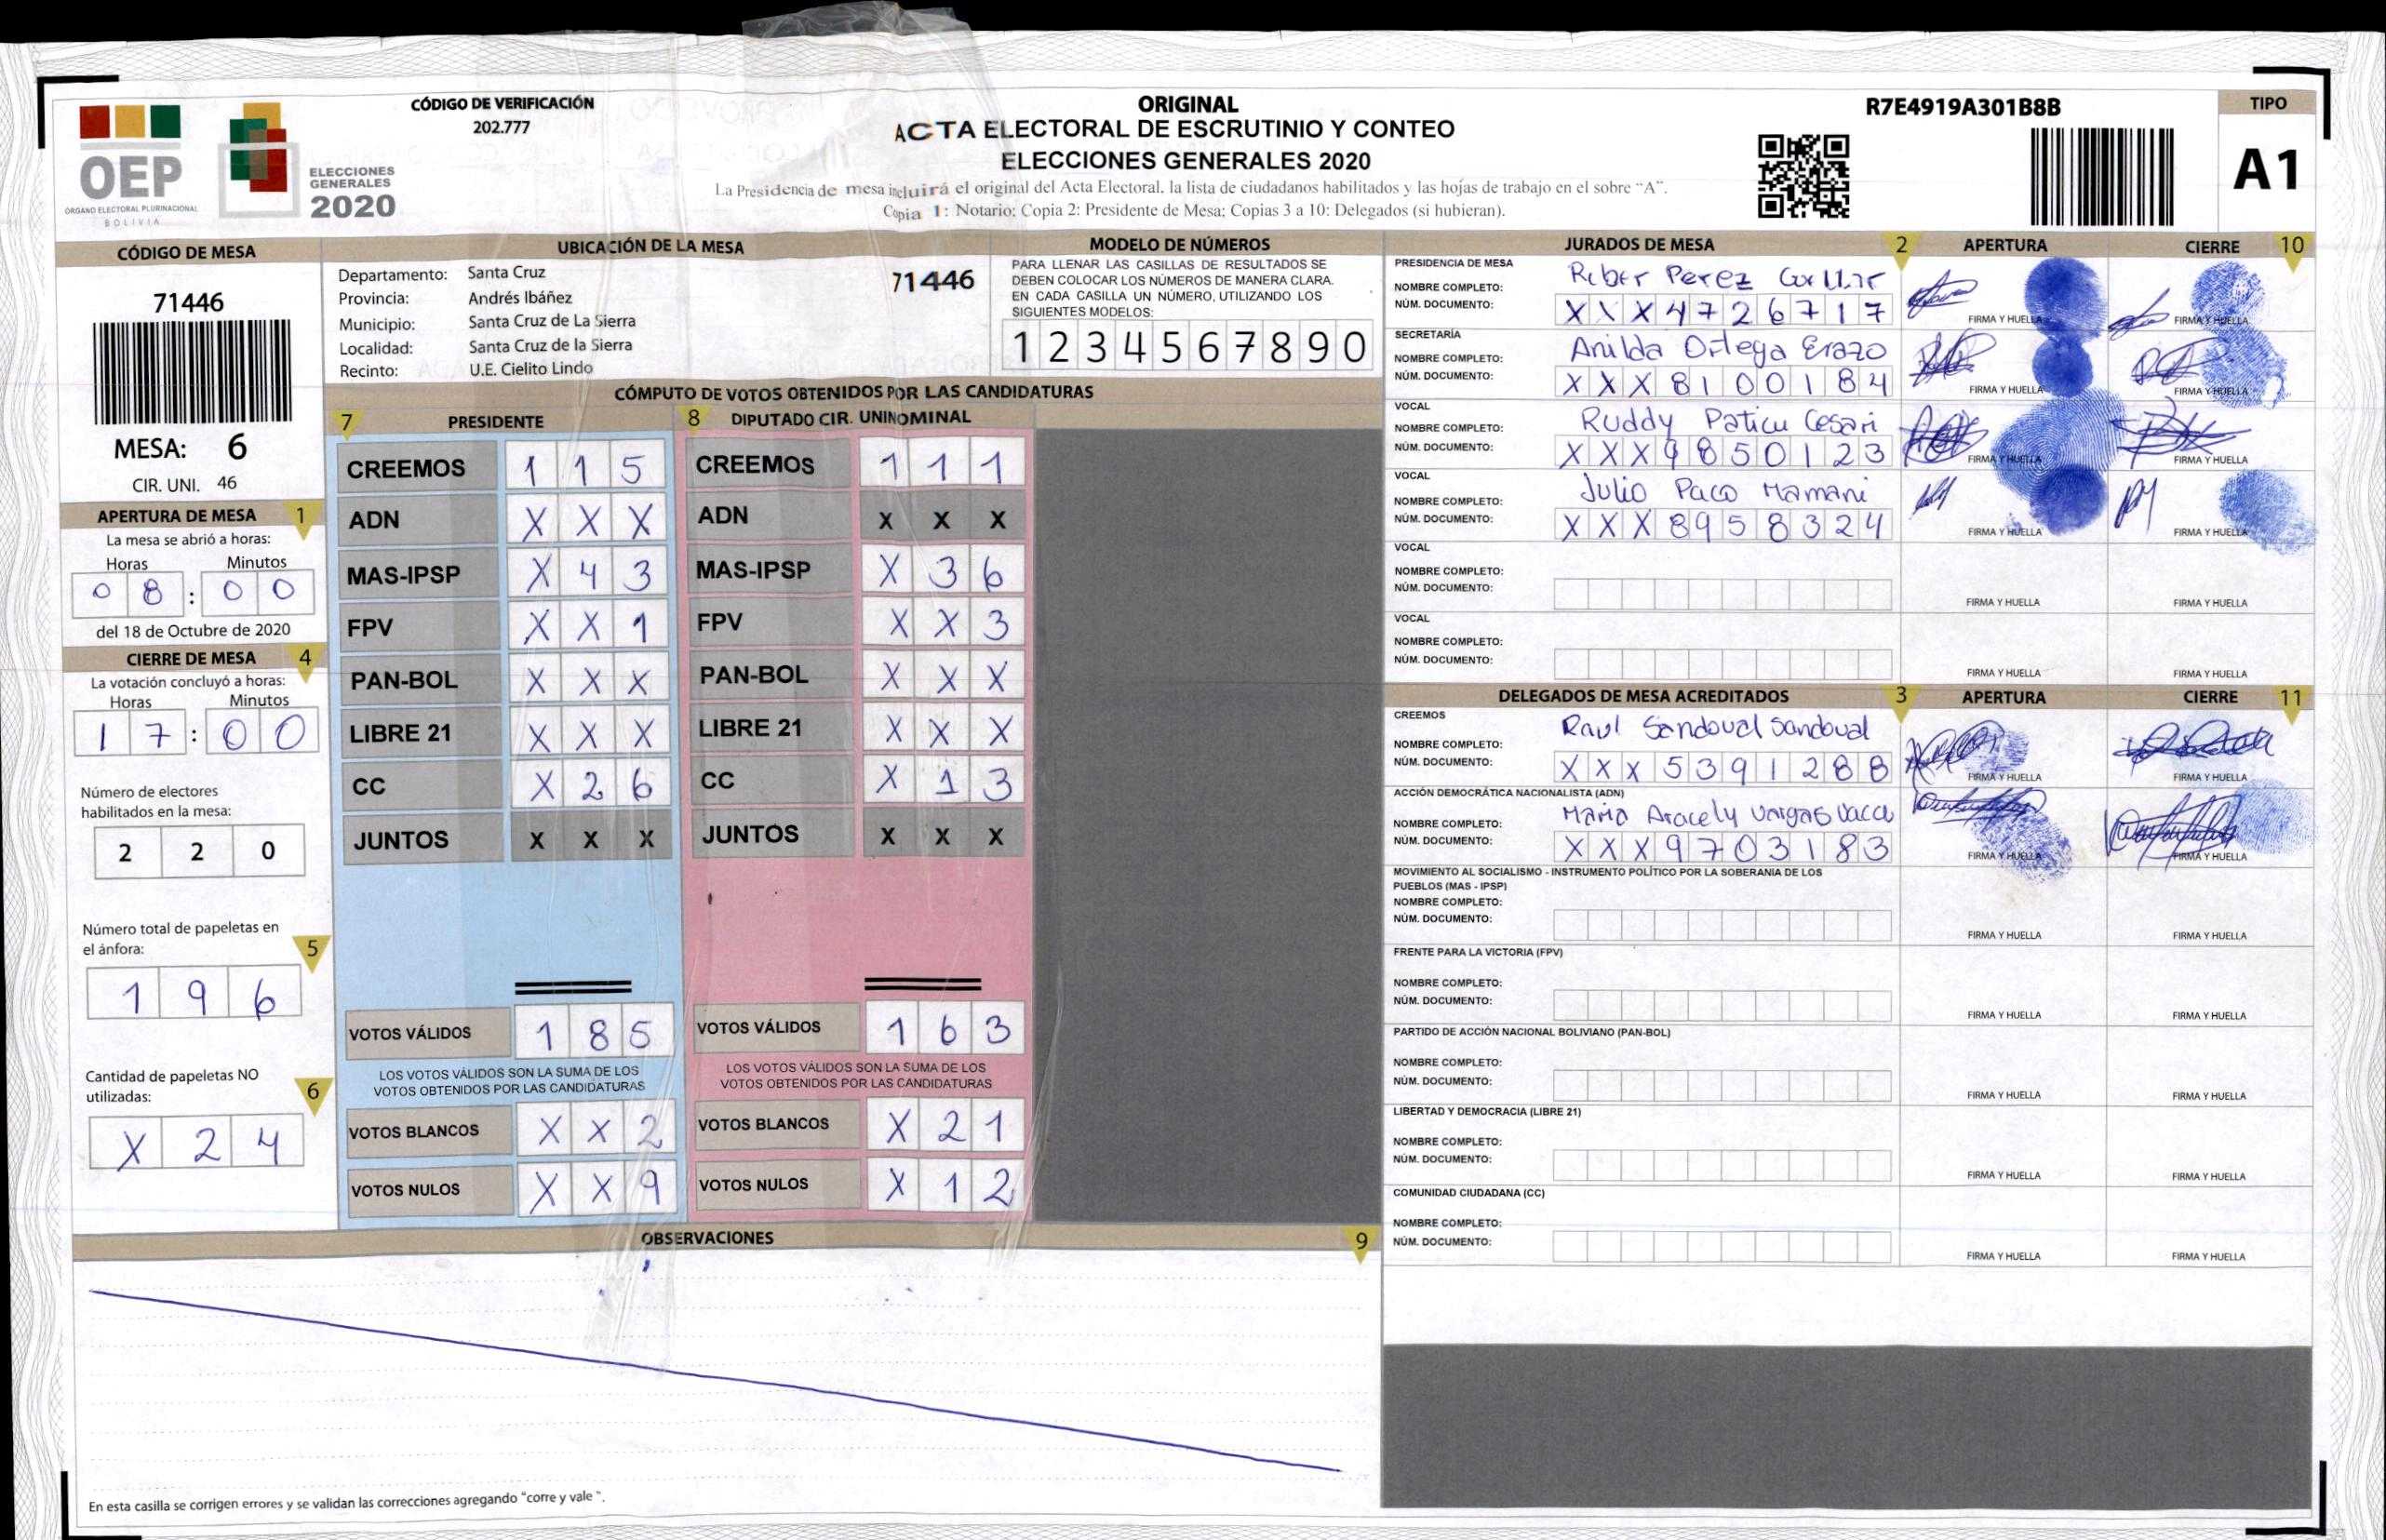 OEP
ÓRGANO ELECTORAL PLURINACIONAL
BOLIVIA
ELECCIONES
GENERALES
2020
CÓDIGO DE VERIFICACIÓN
202.777
ORIGINAL
ACTA ELECTORAL DE ESCRUTINIO Y CONTEO
ELECCIONES GENERALES 2020
La Presidencia de mesa incluirá el original del Acta Electoral, la lista de ciudadanos habilitados y las hojas de trabajo en el sobre "A".
Copia 1: Notario; Copia 2: Presidente de Mesa; Copias 3 a 10: Delegados (si hubieran).
R7E4919A301B8B
TIPO
A1
CÓDIGO DE MESA
71446
MESA: 6
CIR. UNI. 46
UBICACIÓN DE LA MESA
Departamento: Santa Cruz
71446
Provincia: Andrés Ibáñez
Municipio: Santa Cruz de La Sierra
Localidad: Santa Cruz de la Sierra
Recinto: U.E. Cielito Lindo
MODELO DE NÚMEROS
PARA LLENAR LAS CASILLAS DE RESULTADOS SE
DEBEN COLOCAR LOS NÚMEROS DE MANERA CLARA.
EN CADA CASILLA UN NÚMERO, UTILIZANDO LOS
SIGUIENTES MODELOS:
1 2 3 4 5 6 7 8 9 0
APERTURA DE MESA 1
La mesa se abrió a horas:
Horas Minutos
0 8 : 0 0
del 18 de Octubre de 2020
CIERRE DE MESA 4
La votación concluyó a horas:
Horas Minutos
1 7 : 0 0
Número de electores
habilitados en la mesa:
2 2 0
Número total de papeletas en
el ánfora: 5
1 9 6
Cantidad de papeletas NO
utilizadas: 6
X 2 4
CÓMPUTO DE VOTOS OBTENIDOS POR LAS CANDIDATURAS
7 PRESIDENTE
CREEMOS 1 1 5
ADN X X X
MAS-IPSP X 4 3
FPV X X 1
PAN-BOL X X X
LIBRE 21 X X X
CC X 2 6
JUNTOS X X X
VOTOS VÁLIDOS 1 8 5
LOS VOTOS VÁLIDOS SON LA SUMA DE LOS
VOTOS OBTENIDOS POR LAS CANDIDATURAS
VOTOS BLANCOS X X 2
VOTOS NULOS X X 9
8 DIPUTADO CIR. UNINOMINAL
CREEMOS 1 1 1
ADN X X X
MAS-IPSP X 3 6
FPV X X 3
PAN-BOL X X X
LIBRE 21 X X X
CC X 1 3
JUNTOS X X X
VOTOS VÁLIDOS 1 6 3
LOS VOTOS VÁLIDOS SON LA SUMA DE LOS
VOTOS OBTENIDOS POR LAS CANDIDATURAS
VOTOS BLANCOS X 2 1
VOTOS NULOS X 1 2
OBSERVACIONES 9
En esta casilla se corrigen errores y se validan las correcciones agregando "corre y vale".
JURADOS DE MESA 2 APERTURA CIERRE 10
PRESIDENCIA DE MESA
NOMBRE COMPLETO: Perez
NÚM. DOCUMENTO: X X X 4 7 2 6 7 1 7
FIRMA Y HUELLA FIRMA Y HUELLA
SECRETARÍA
NOMBRE COMPLETO: Anilda Ortega Erazo
NÚM. DOCUMENTO: X X X 8 1 0 0 1 8 4
FIRMA Y HUELLA FIRMA Y HUELLA
VOCAL
NOMBRE COMPLETO: Ruddy Cesari
NÚM. DOCUMENTO: X X X 9 8 5 0 1 2 3
FIRMA Y HUELLA FIRMA Y HUELLA
VOCAL
NOMBRE COMPLETO: Julio Paco Mamani
NÚM. DOCUMENTO: X X X 8 9 5 8 3 2 4
FIRMA Y HUELLA FIRMA Y HUELLA
VOCAL
NOMBRE COMPLETO:
NÚM. DOCUMENTO:
FIRMA Y HUELLA FIRMA Y HUELLA
VOCAL
NOMBRE COMPLETO:
NÚM. DOCUMENTO:
FIRMA Y HUELLA FIRMA Y HUELLA
DELEGADOS DE MESA ACREDITADOS 3 APERTURA CIERRE 11
CREEMOS
NOMBRE COMPLETO: Raul Sandoval Sandoval
NÚM. DOCUMENTO: X X X 5 3 9 1 2 8 8
FIRMA Y HUELLA FIRMA Y HUELLA
ACCIÓN DEMOCRÁTICA NACIONALISTA (ADN)
NOMBRE COMPLETO: Maria Aracely Vargas Vaca
NÚM. DOCUMENTO: X X X 9 7 0 3 1 8 3
FIRMA Y HUELLA FIRMA Y HUELLA
MOVIMIENTO AL SOCIALISMO - INSTRUMENTO POLÍTICO POR LA SOBERANIA DE LOS
PUEBLOS (MAS - IPSP)
NOMBRE COMPLETO:
NÚM. DOCUMENTO:
FIRMA Y HUELLA FIRMA Y HUELLA
FRENTE PARA LA VICTORIA (FPV)
NOMBRE COMPLETO:
NÚM. DOCUMENTO:
FIRMA Y HUELLA FIRMA Y HUELLA
PARTIDO DE ACCIÓN NACIONAL BOLIVIANO (PAN-BOL)
NOMBRE COMPLETO:
NÚM. DOCUMENTO:
FIRMA Y HUELLA FIRMA Y HUELLA
LIBERTAD Y DEMOCRACIA (LIBRE 21)
NOMBRE COMPLETO:
NÚM. DOCUMENTO:
FIRMA Y HUELLA FIRMA Y HUELLA
COMUNIDAD CIUDADANA (CC)
NOMBRE COMPLETO:
NÚM. DOCUMENTO:
FIRMA Y HUELLA FIRMA Y HUELLA